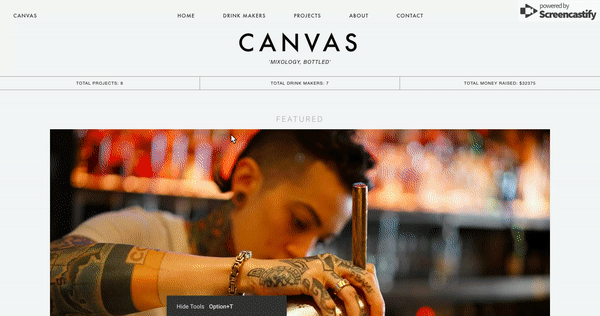 CANVAS HOME DRINK MAKERS PROJECTS ABOUT CONTACT
powered by
Screencastify
CANVAS
'MIXOLOGY, BOTTLED'
TOTAL PROJECTS: 8 TOTAL DRINK MAKERS: 7 TOTAL MONEY RAISED: $32375
FEATURED
Hide Tools Option+T